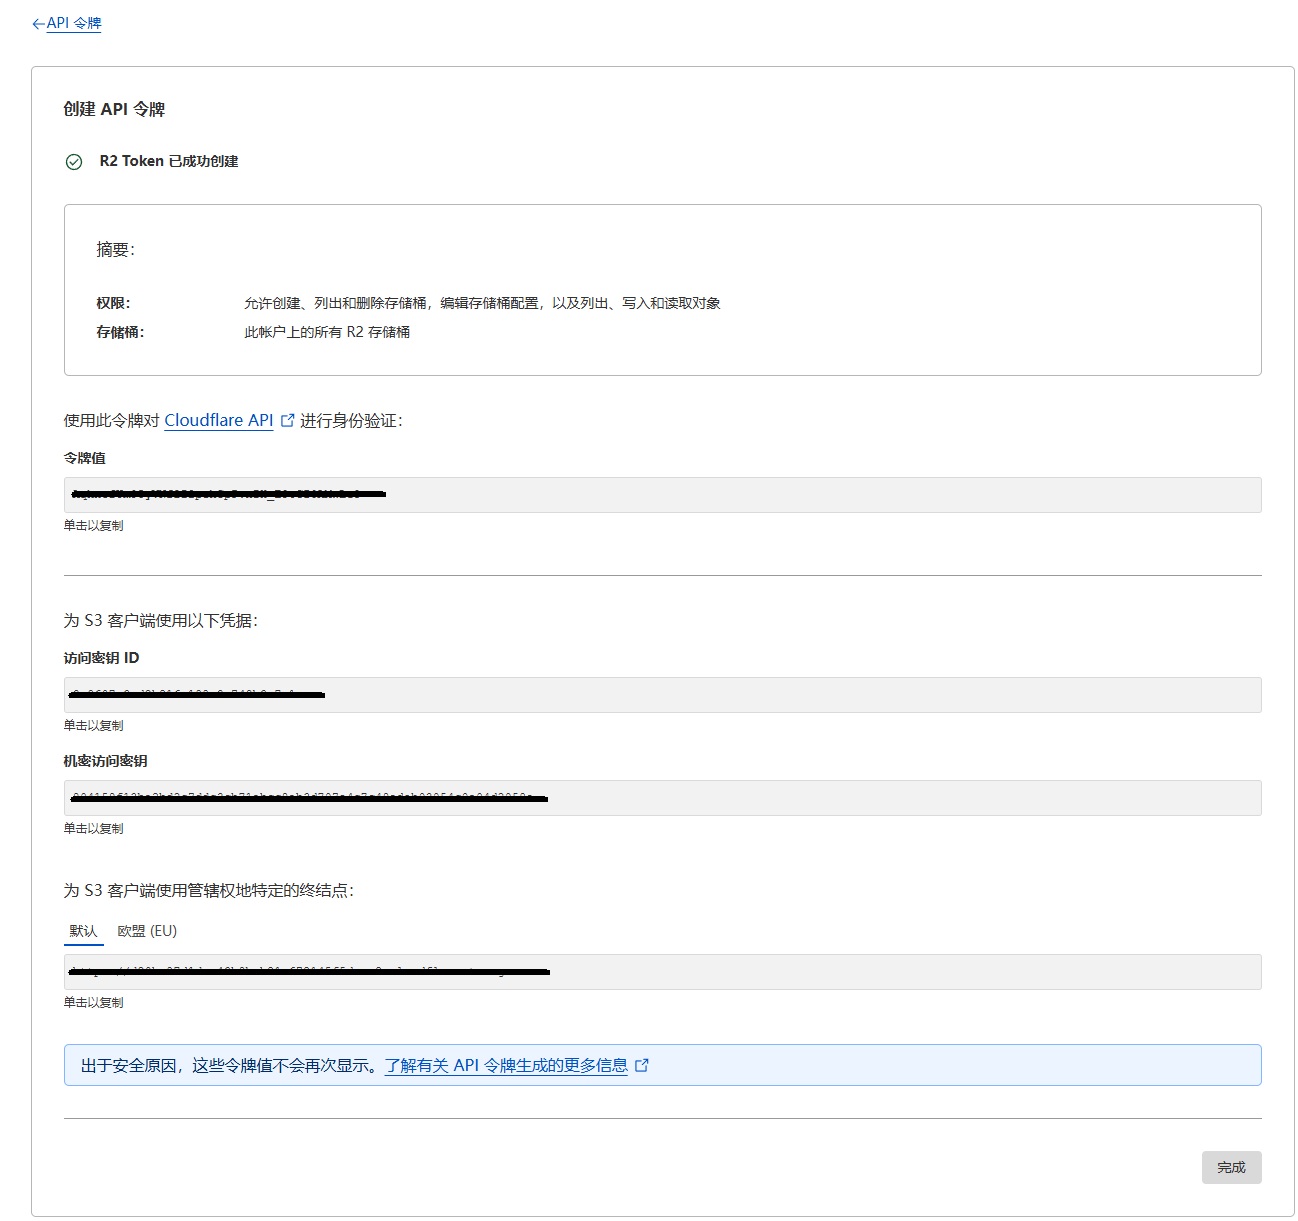 ←API 令牌
创建 API 令牌
R2 Token 已成功创建
摘要：
权限： 允许创建、列出和删除存储桶，编辑存储桶配置，以及列出、写入和读取对象
存储桶： 此帐户上的所有 R2 存储桶
使用此令牌对 Cloudflare API 进行身份验证：
令牌值
单击以复制
为 S3 客户端使用以下凭据：
访问密钥 ID
单击以复制
机密访问密钥
单击以复制
为 S3 客户端使用管辖权地特定的终结点：
默认 欧盟 (EU)
单击以复制
出于安全原因，这些令牌值不会再次显示。了解有关 API 令牌生成的更多信息
完成